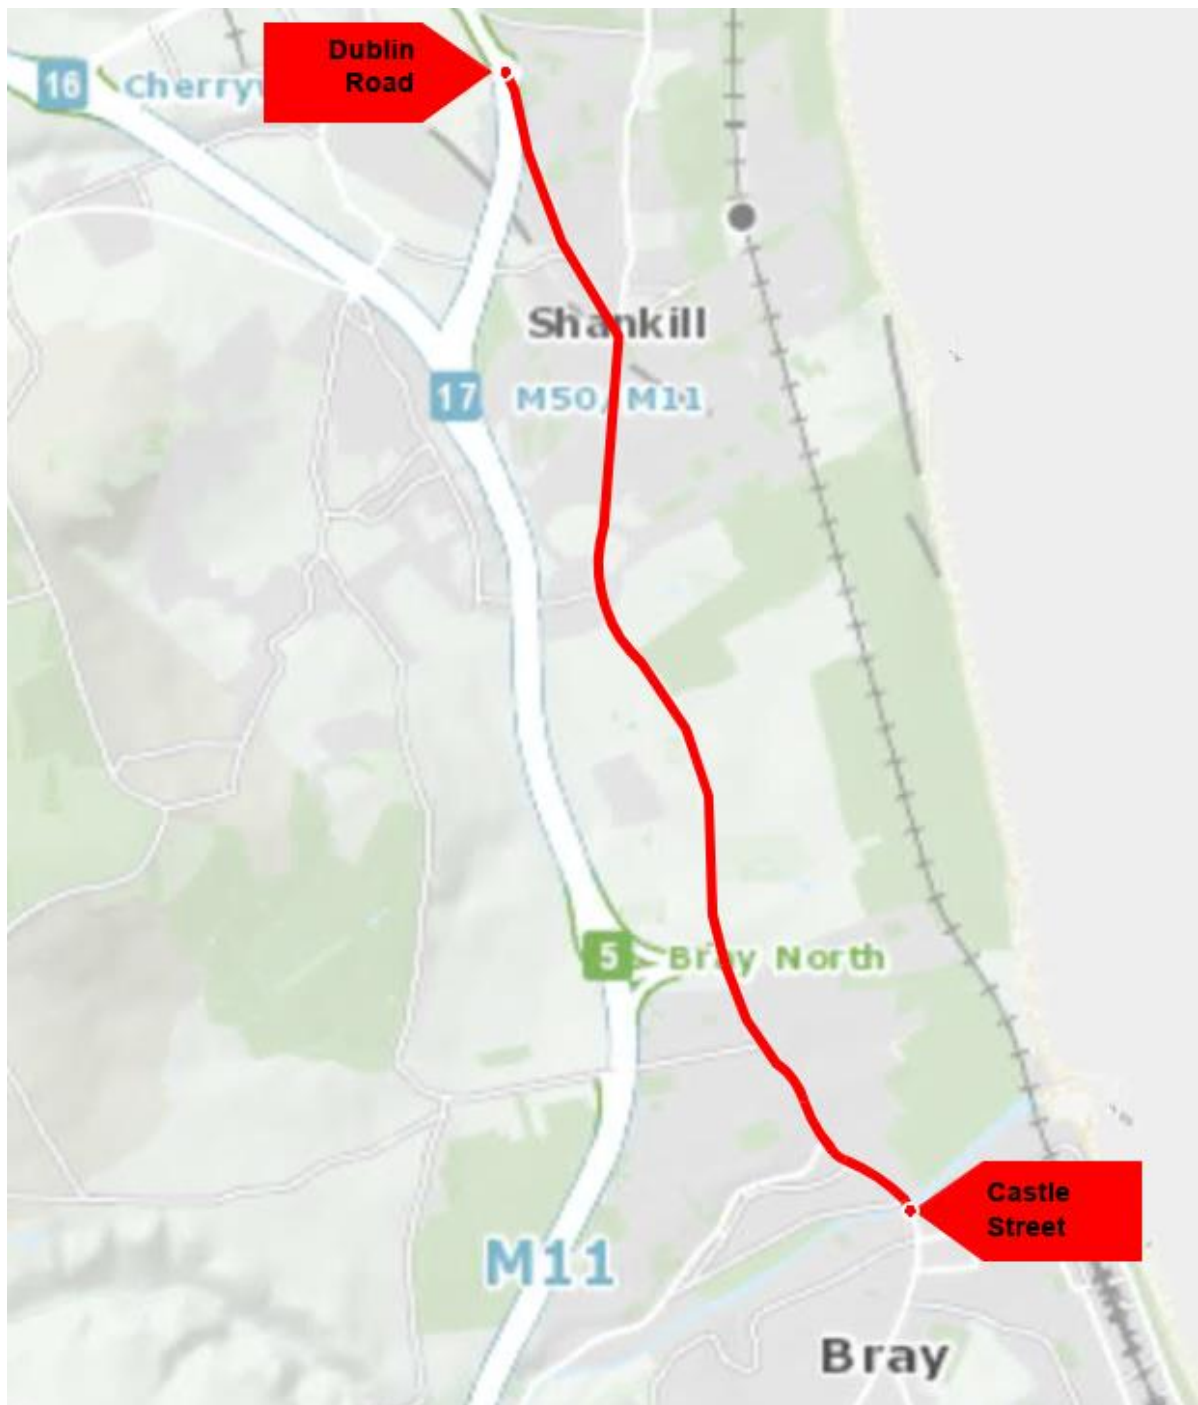 Dublin
Road
16
Cherryw
Shankill
17
M50/M11
5
Bray North
Castle
Street
M11
Bray